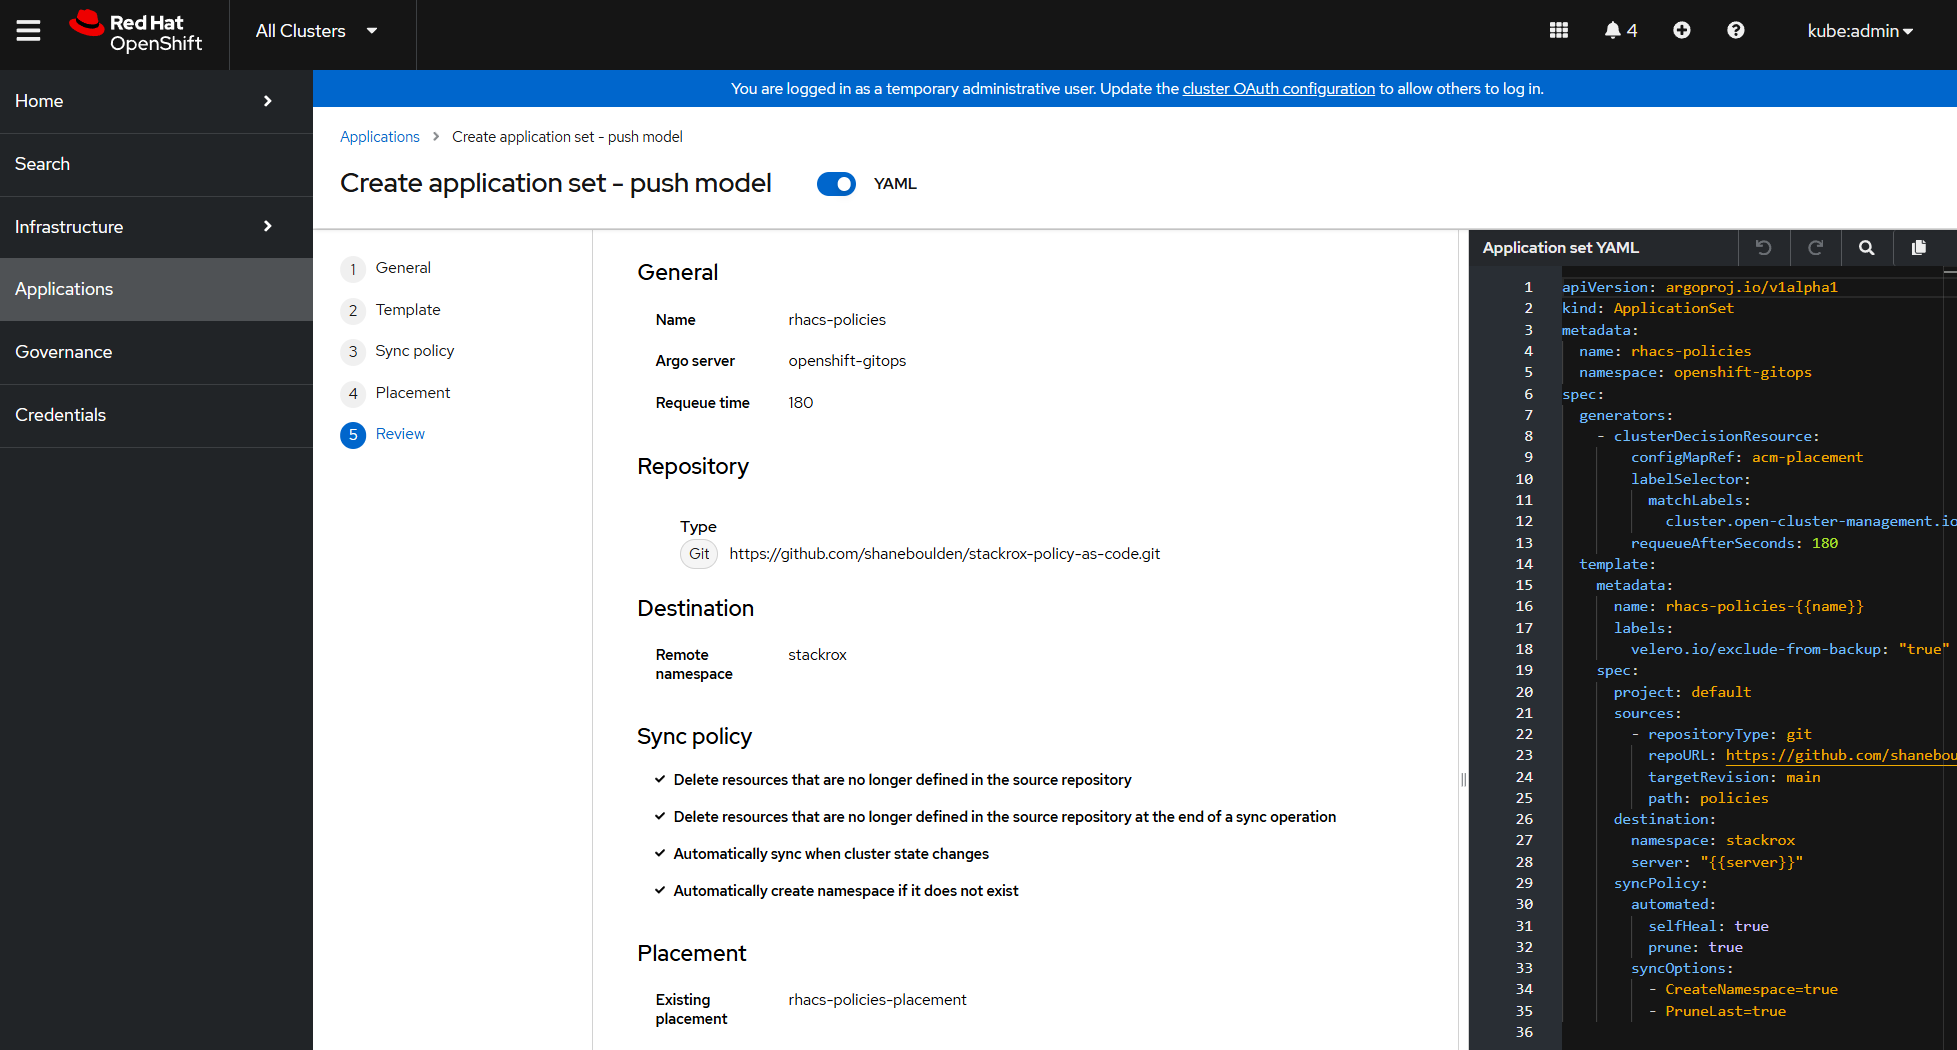 Red Hat
OpenShift
All Clusters
4
kube:admin
Home
Search
Infrastructure
Applications
Governance
Credentials
You are logged in as a temporary administrative user. Update the cluster OAuth configuration to allow others to log in.
Applications > Create application set - push model
Create application set - push model
YAML
1 General
2 Template
3 Sync policy
4 Placement
5 Review
General
Name rhacs-policies
Argo server openshift-gitops
Requeue time 180
Repository
Type
Git https://github.com/shaneboulden/stackrox-policy-as-code.git
Destination
Remote namespace stackrox
Sync policy
Delete resources that are no longer defined in the source repository
Delete resources that are no longer defined in the source repository at the end of a sync operation
Automatically sync when cluster state changes
Automatically create namespace if it does not exist
Placement
Existing placement rhacs-policies-placement
Application set YAML
1 apiVersion: argoproj.io/v1alpha1
2 kind: ApplicationSet
3 metadata:
4 name: rhacs-policies
5 namespace: openshift-gitops
6 spec:
7 generators:
8 - clusterDecisionResource:
9 configMapRef: acm-placement
10 labelSelector:
11 matchLabels:
12 cluster.open-cluster-management.io
13 requeueAfterSeconds: 180
14 template:
15 metadata:
16 name: rhacs-policies-{{name}}
17 labels:
18 velero.io/exclude-from-backup: "true"
19 spec:
20 project: default
21 sources:
22 - repositoryType: git
23 repoURL: https://github.com/shanebou
24 targetRevision: main
25 path: policies
26 destination:
27 namespace: stackrox
28 server: "{{server}}"
29 syncPolicy:
30 automated:
31 selfHeal: true
32 prune: true
33 syncOptions:
34 - CreateNamespace=true
35 - PruneLast=true
36